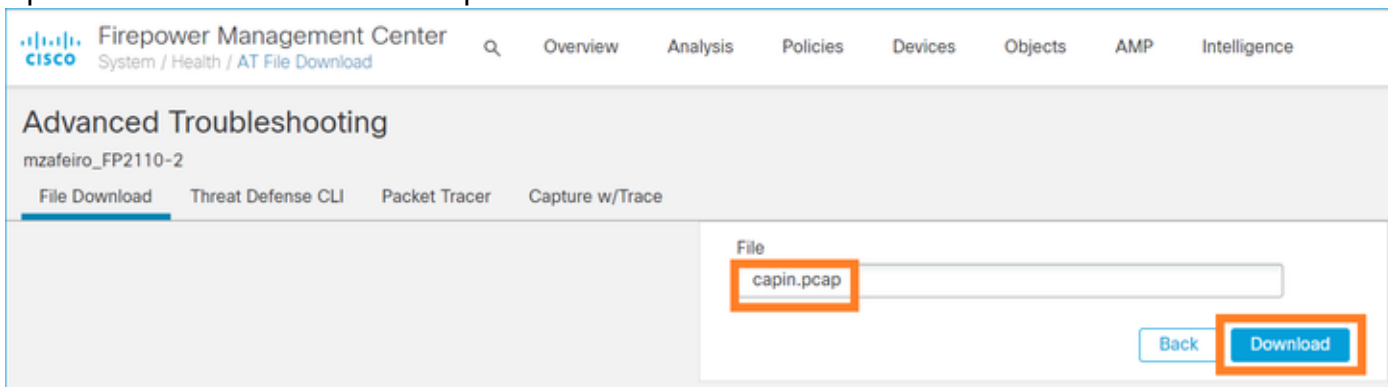 CISCO
Firepower Management Center
System / Health / AT File Download
Overview Analysis Policies Devices Objects AMP Intelligence
Advanced Troubleshooting
mzafeiro_FP2110-2
File Download Threat Defense CLI Packet Tracer Capture w/Trace
File
capin.pcap
Back Download